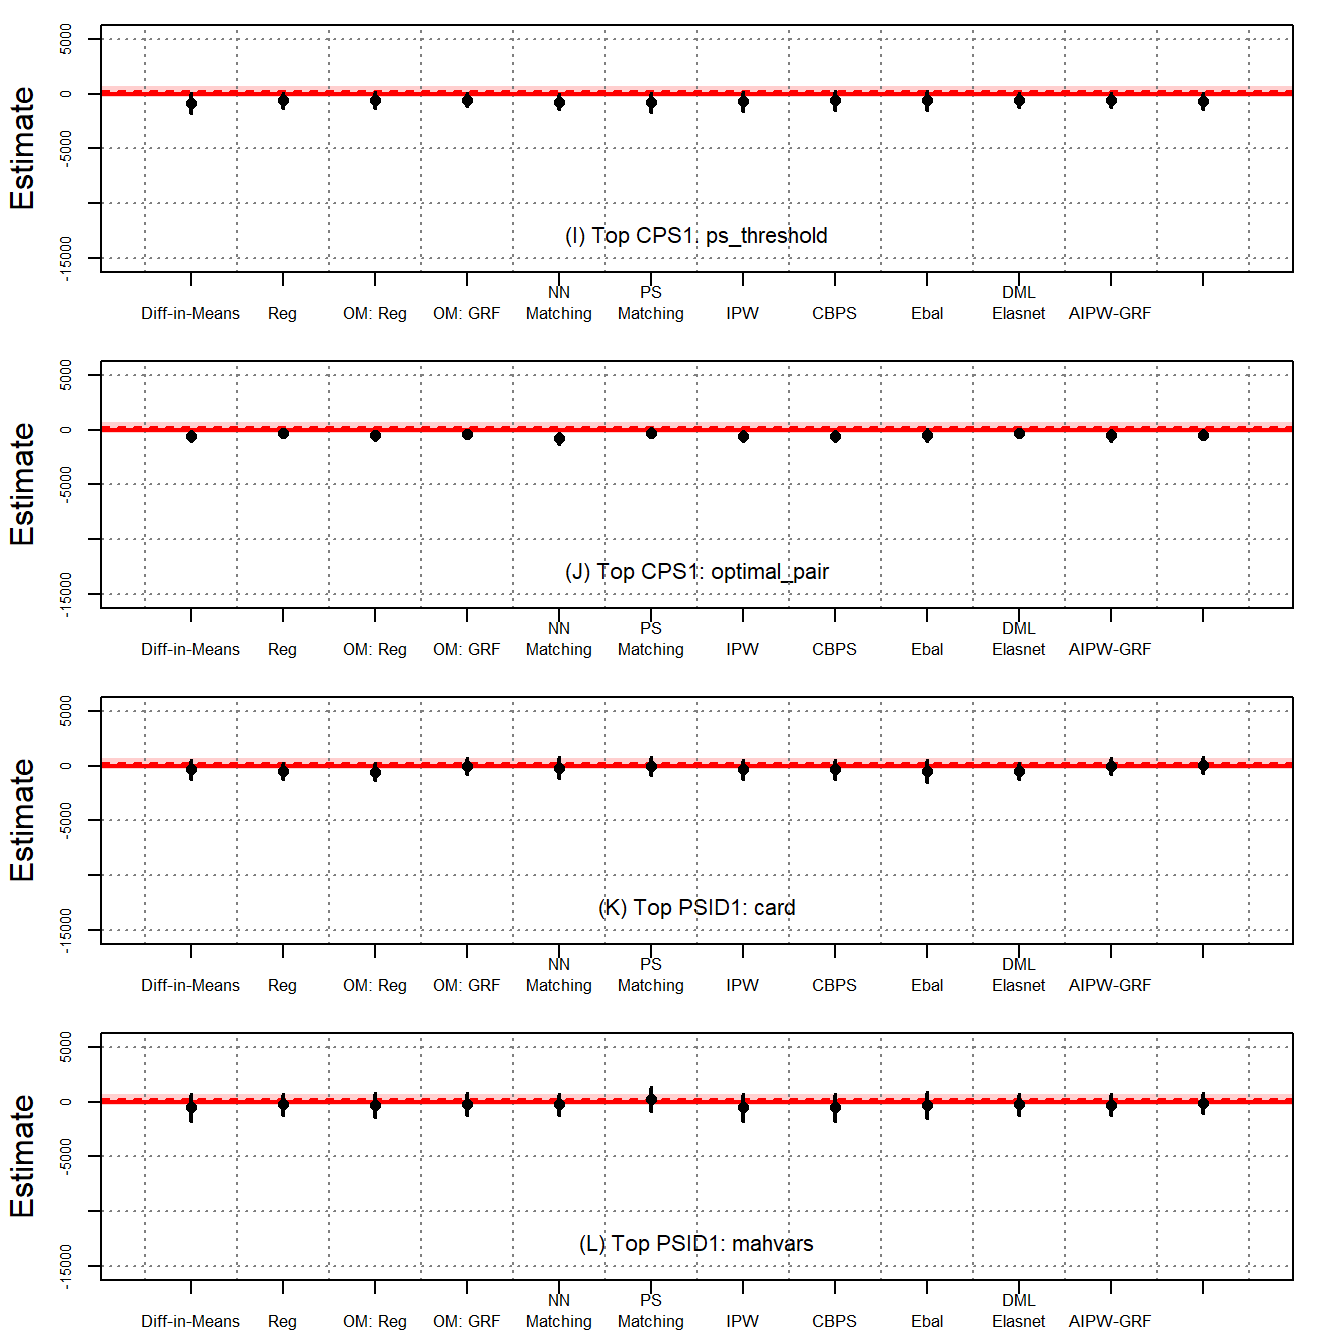 Estimate
5000
0
-5000
-15000
(I) Top CPS1: ps_threshold
NN PS DML
Diff-in-Means Reg OM: Reg OM: GRF Matching Matching IPW CBPS Ebal Elasnet AIPW-GRF
Estimate
5000
0
-5000
-15000
(J) Top CPS1: optimal_pair
NN PS DML
Diff-in-Means Reg OM: Reg OM: GRF Matching Matching IPW CBPS Ebal Elasnet AIPW-GRF
Estimate
5000
0
-5000
-15000
(K) Top PSID1: card
NN PS DML
Diff-in-Means Reg OM: Reg OM: GRF Matching Matching IPW CBPS Ebal Elasnet AIPW-GRF
Estimate
5000
0
-5000
-15000
(L) Top PSID1: mahvars
NN PS DML
Diff-in-Means Reg OM: Reg OM: GRF Matching Matching IPW CBPS Ebal Elasnet AIPW-GRF